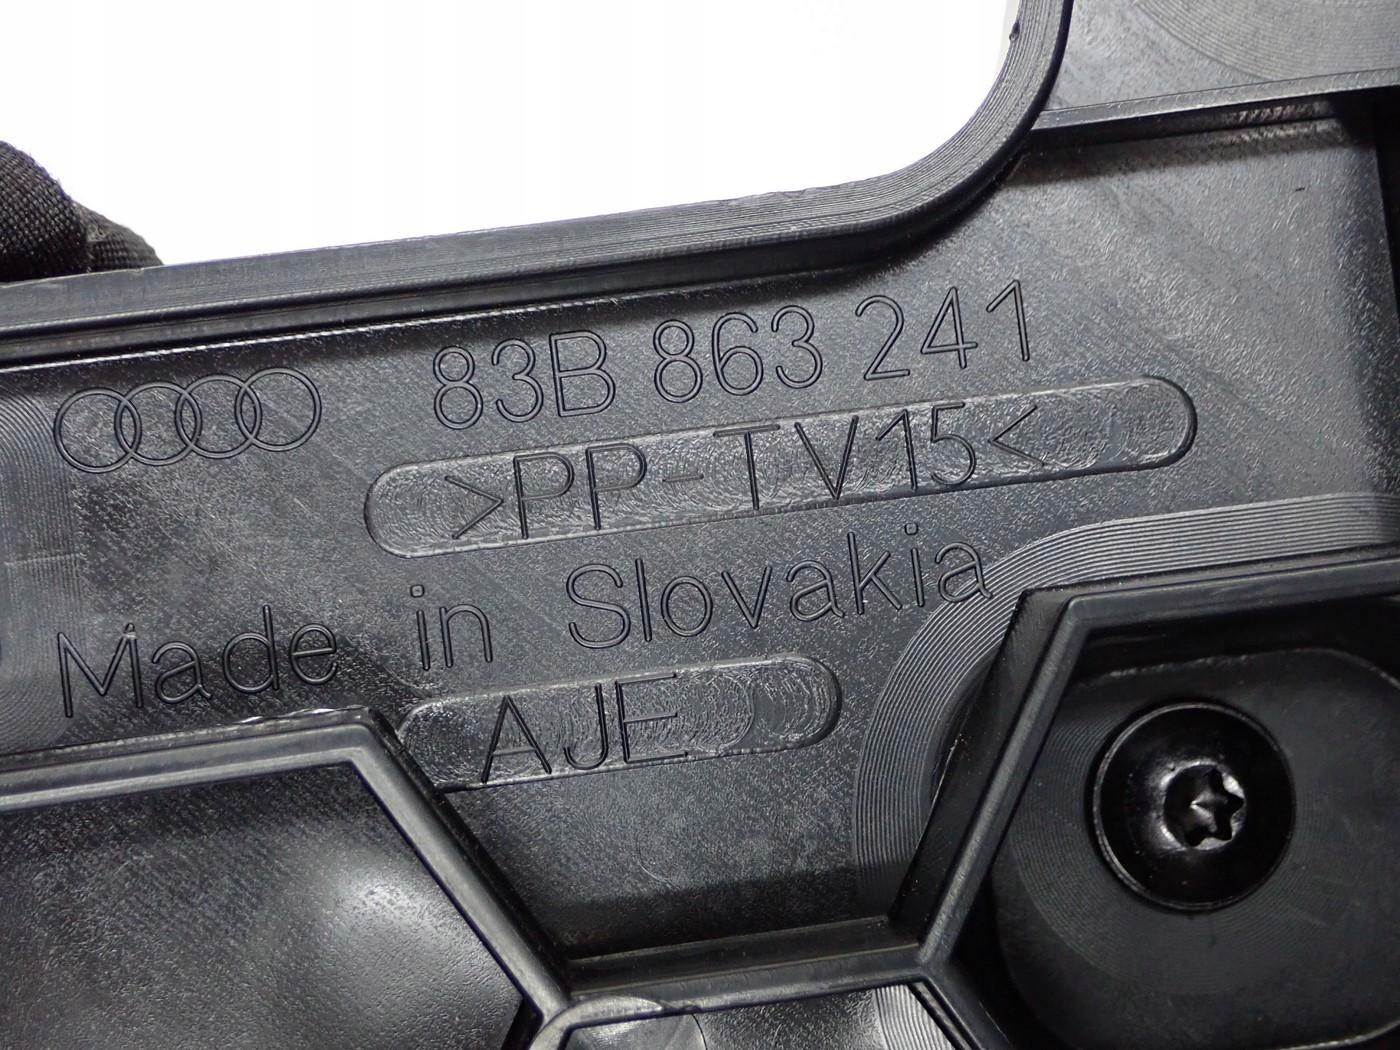 83B 863 241
>PP-TV15<
Made in Slovakia
AJE